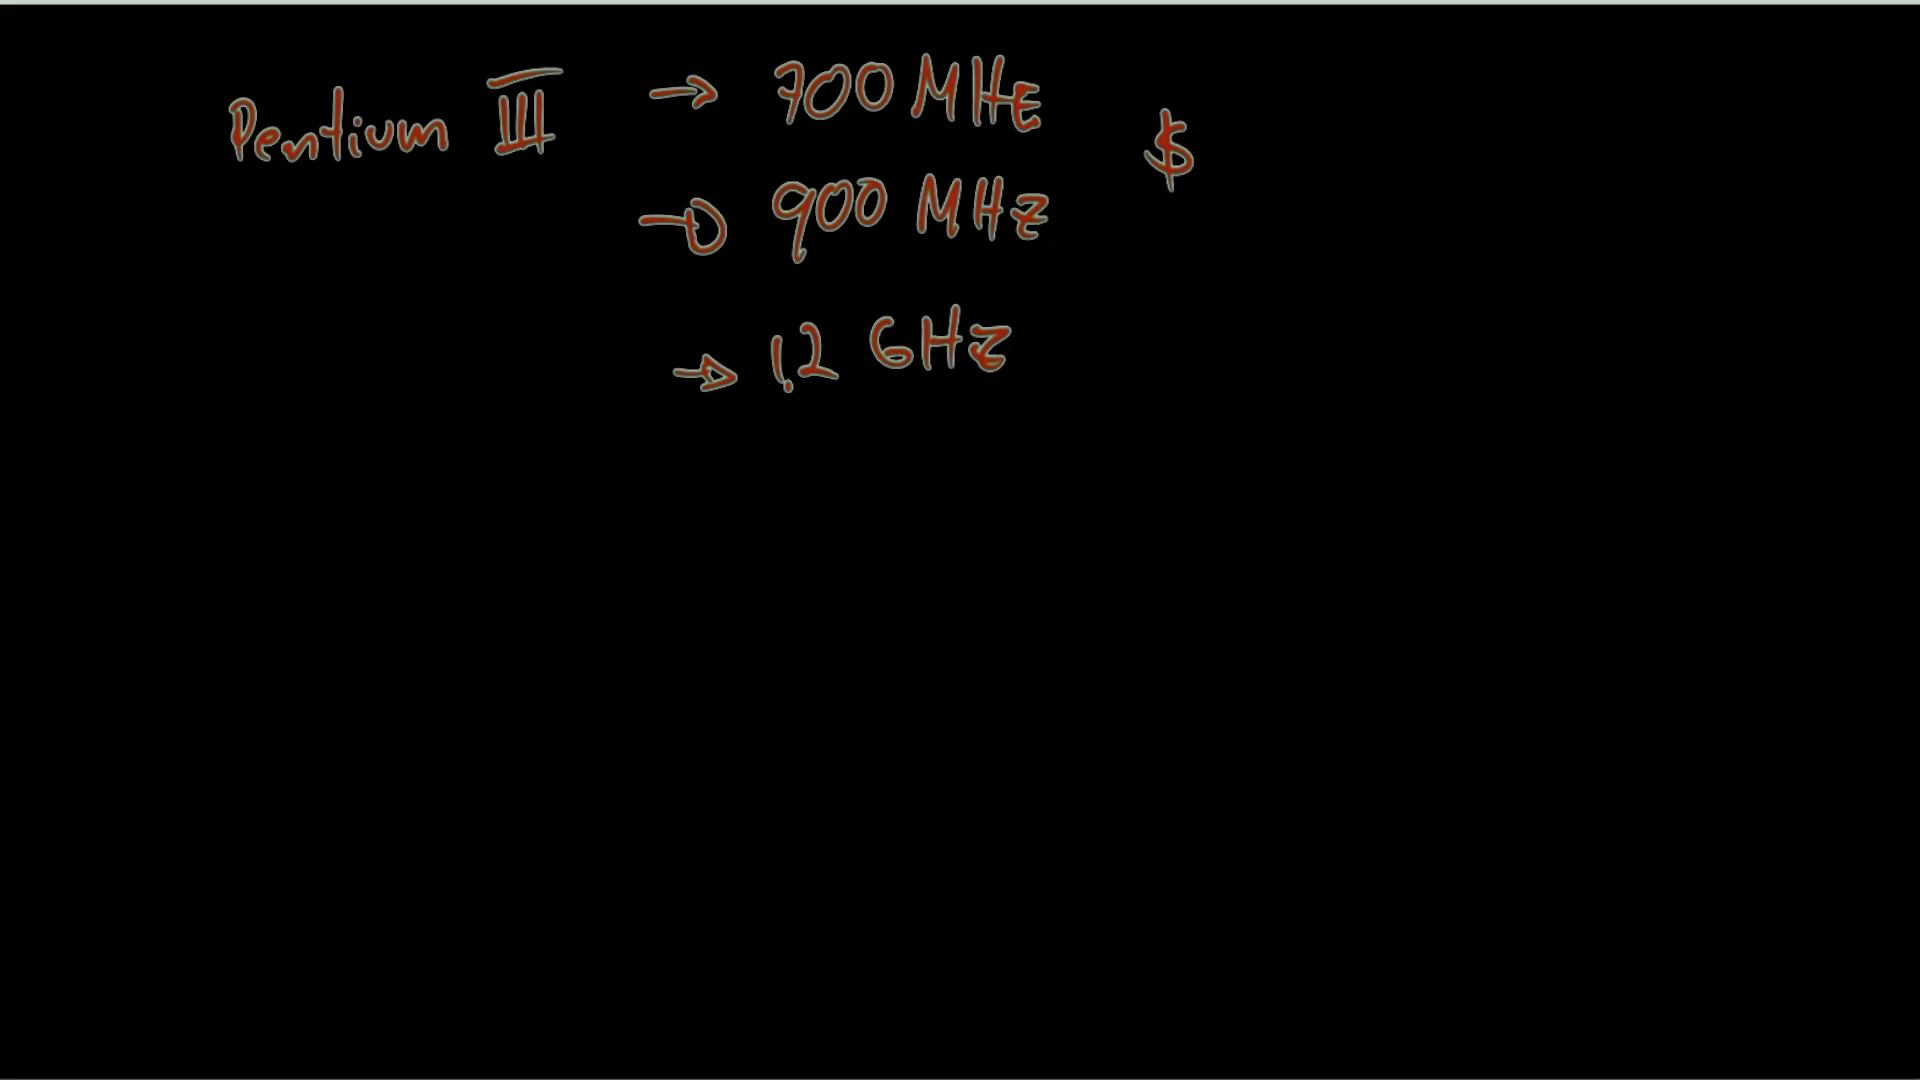 Pentium III → 700 MHz $
→ 900 MHz
→ 1.2 GHz